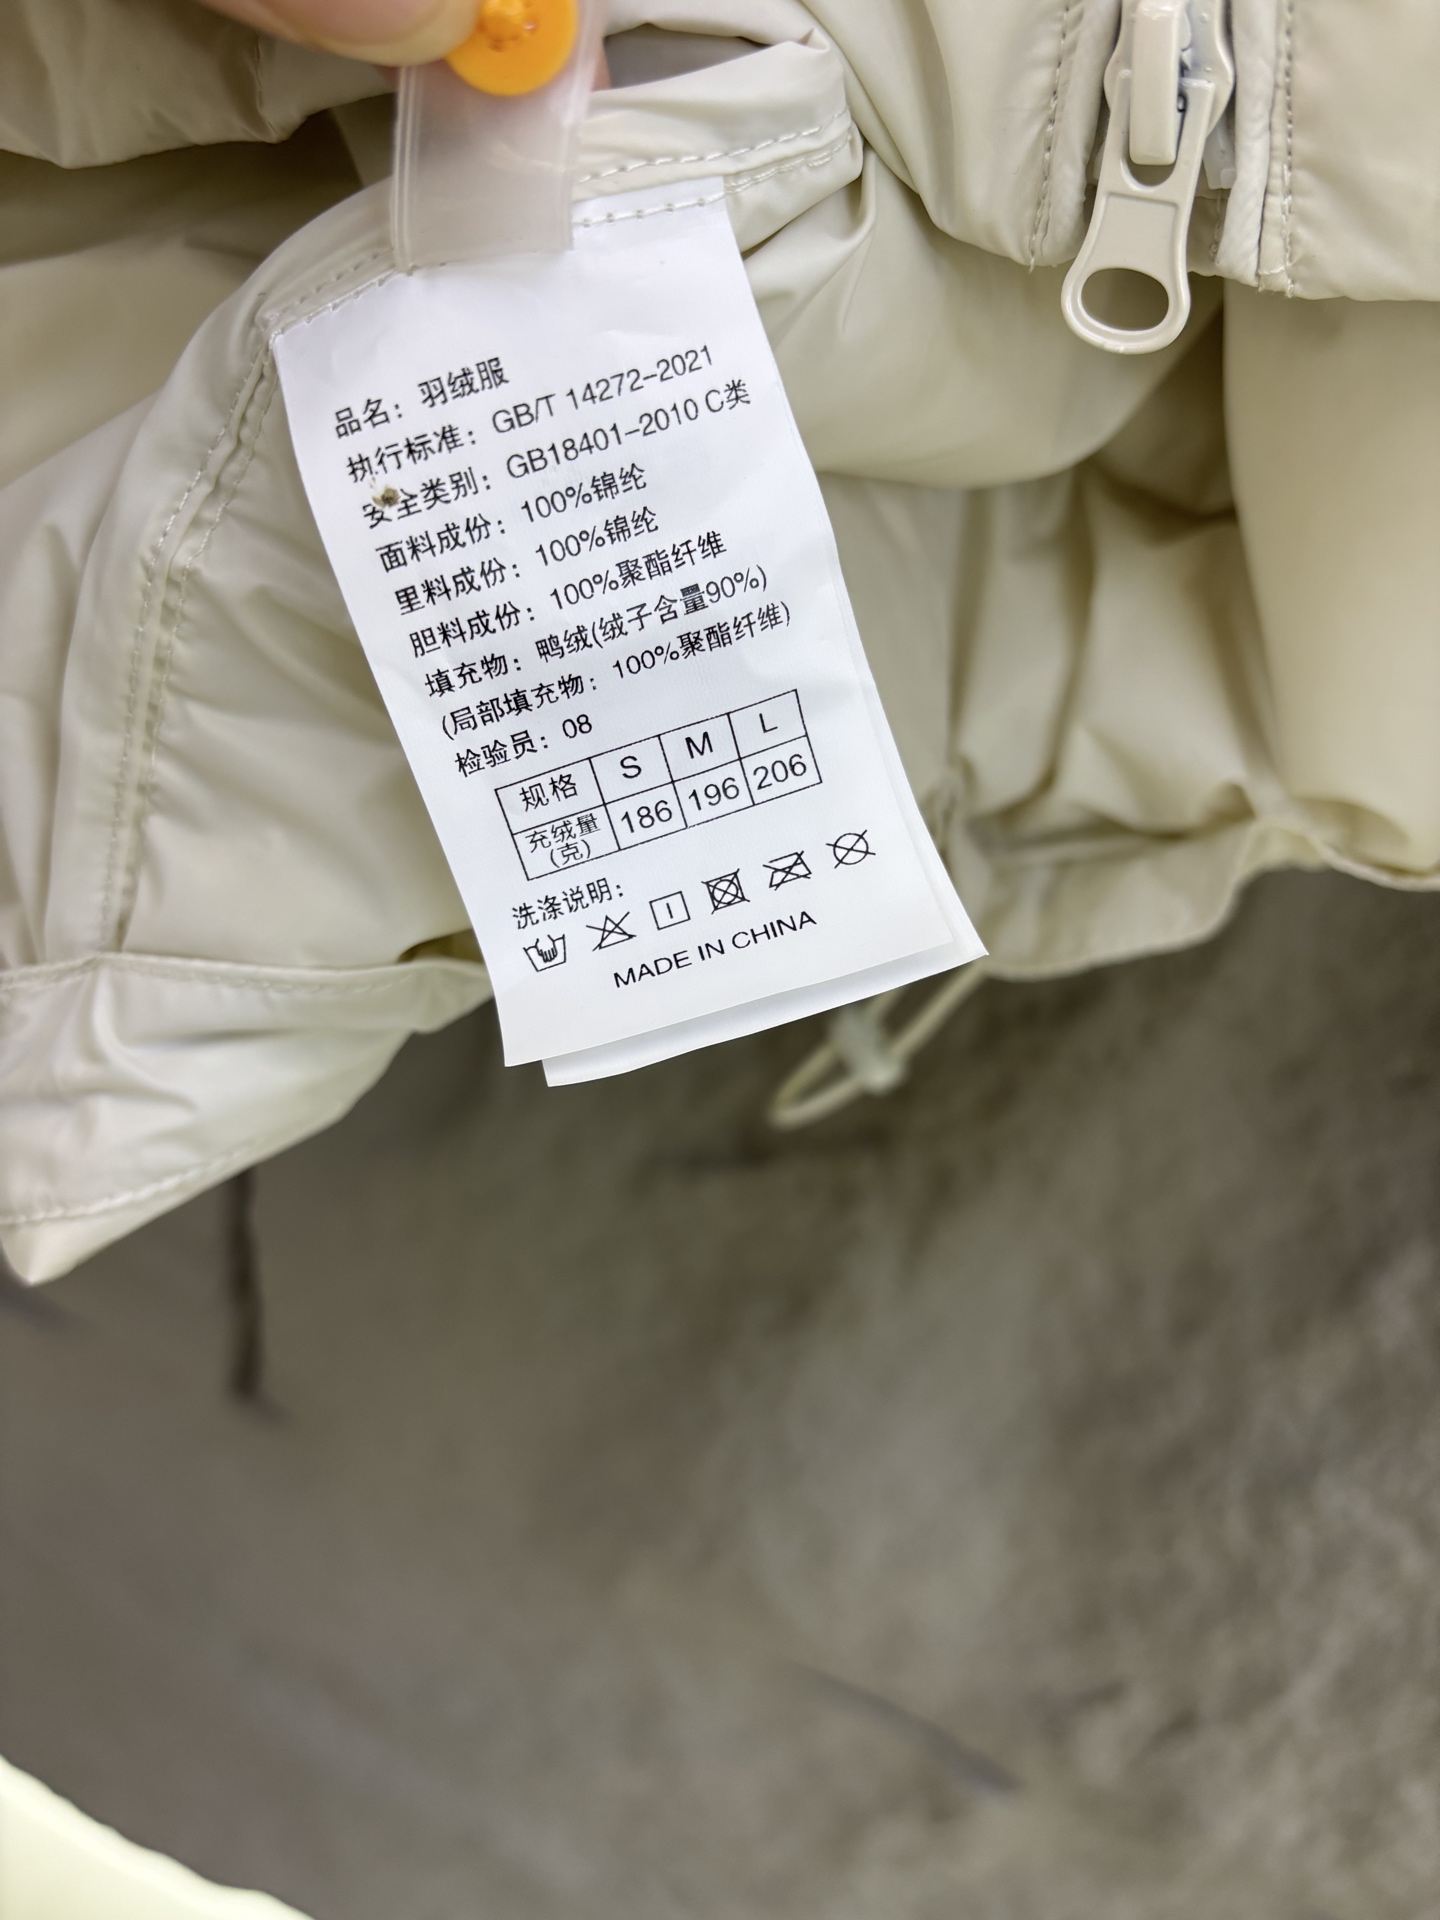 品名：羽绒服
执行标准：GB/T 14272-2021
安全类别：GB18401-2010 C类
面料成份：100%锦纶
里料成份：100%锦纶
胆料成份：100%聚酯纤维
填充物：鸭绒(绒子含量90%)
(局部填充物：100%聚酯纤维)
检验员：08
规格 S M L
充绒量(克) 186 196 206
洗涤说明：
MADE IN CHINA